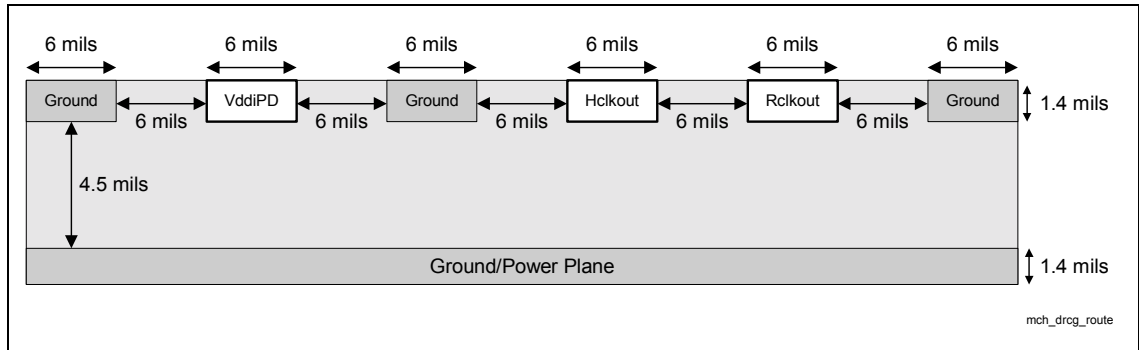 6 mils 6 mils 6 mils 6 mils 6 mils 6 mils
Ground VddiPD Ground Hclkout Rclkout Ground 1.4 mils
6 mils 6 mils 6 mils 6 mils 6 mils
4.5 mils
Ground/Power Plane 1.4 mils
mch_drcg_route